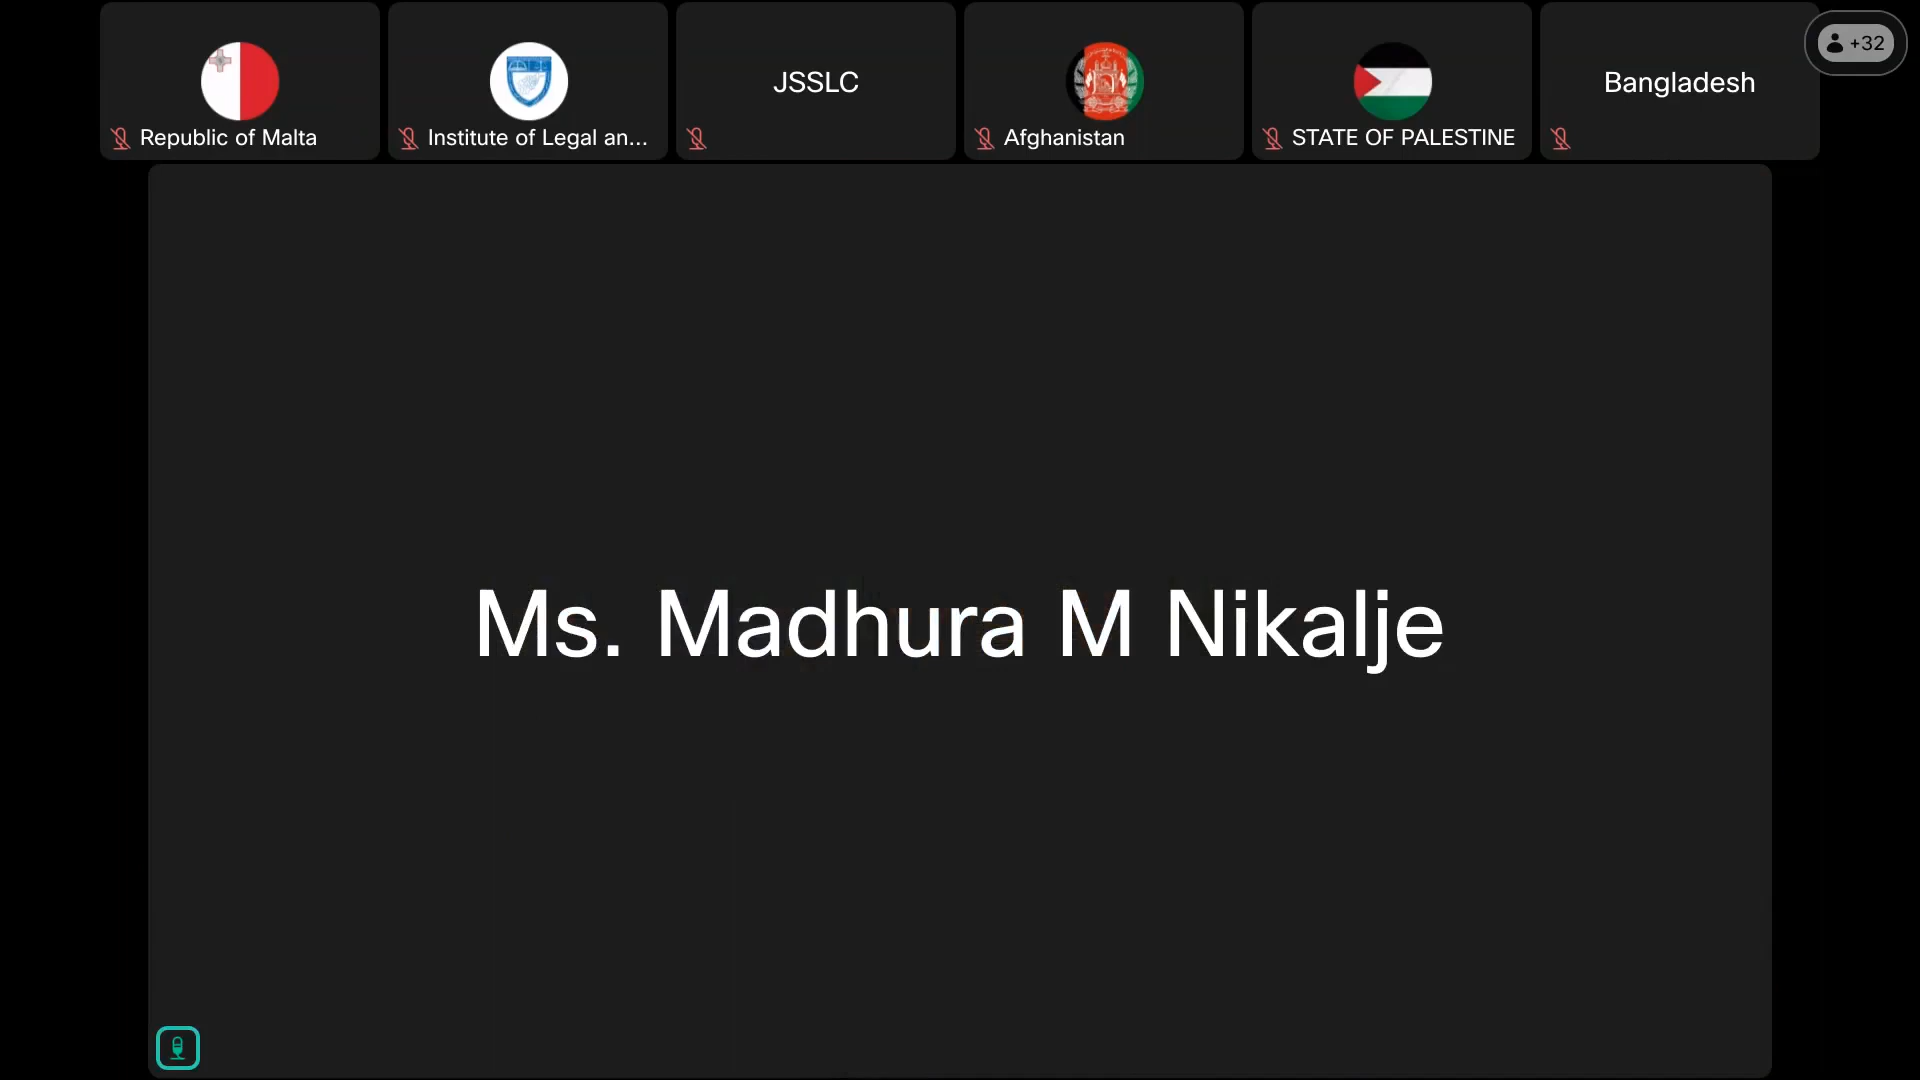 JSSLC
Bangladesh
+32
Republic of Malta
Institute of Legal an...
Afghanistan
STATE OF PALESTINE
Ms. Madhura M Nikalje